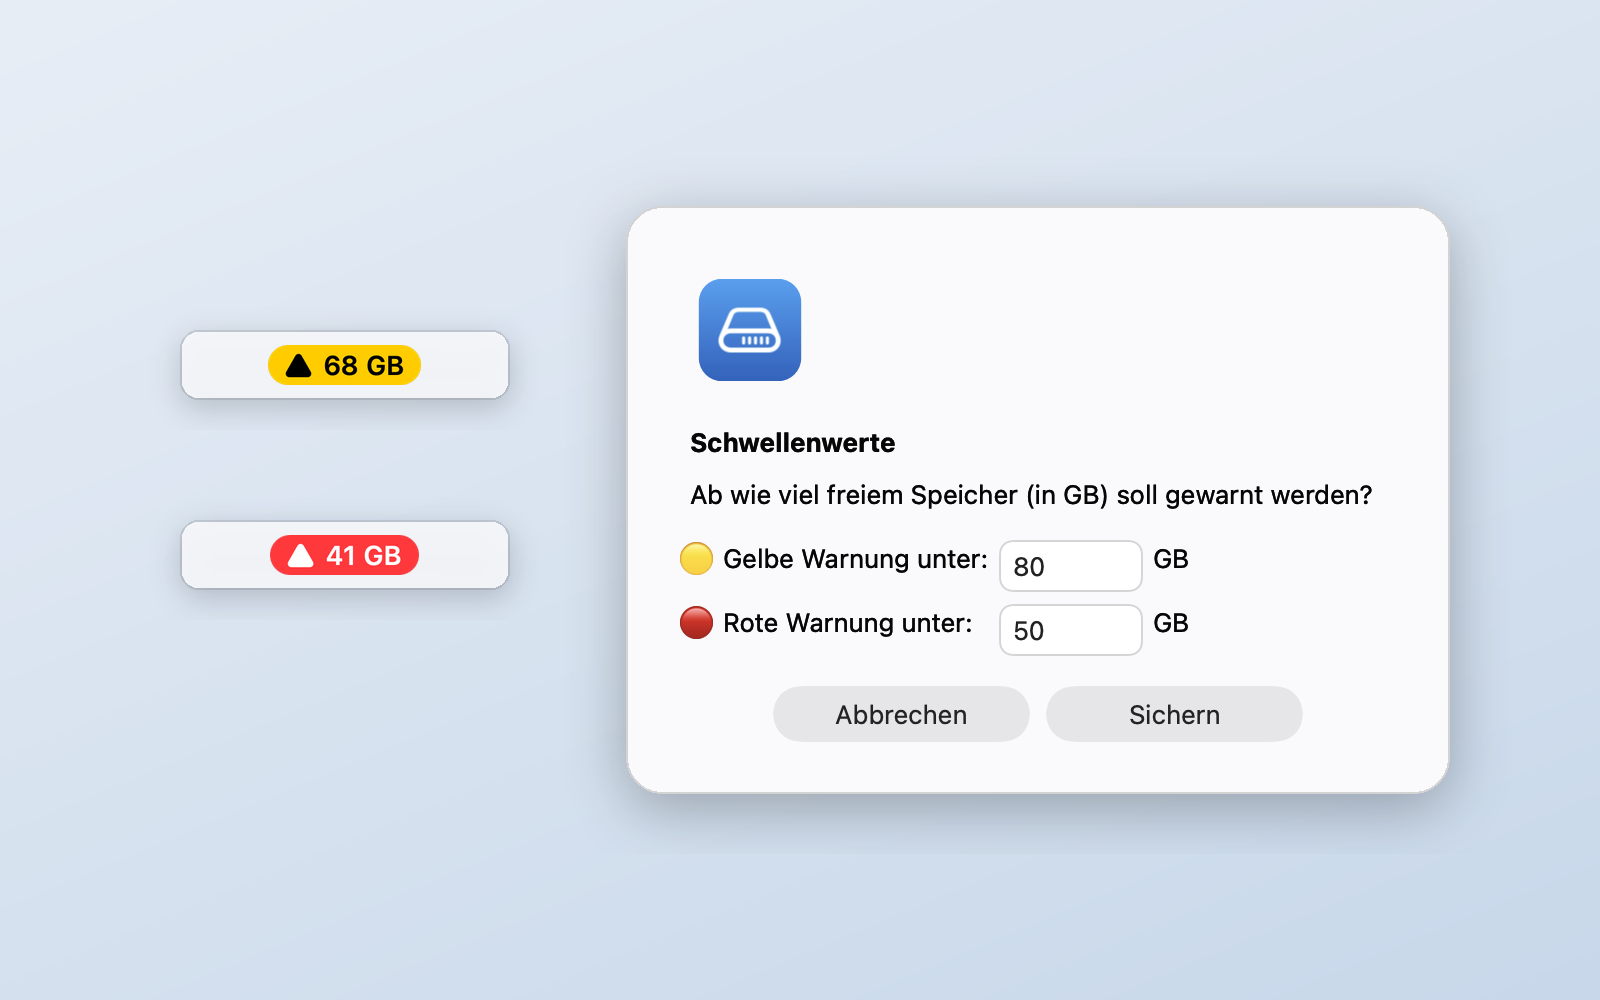 68 GB
41 GB
Schwellenwerte
Ab wie viel freiem Speicher (in GB) soll gewarnt werden?
Gelbe Warnung unter: 80 GB
Rote Warnung unter: 50 GB
Abbrechen Sichern